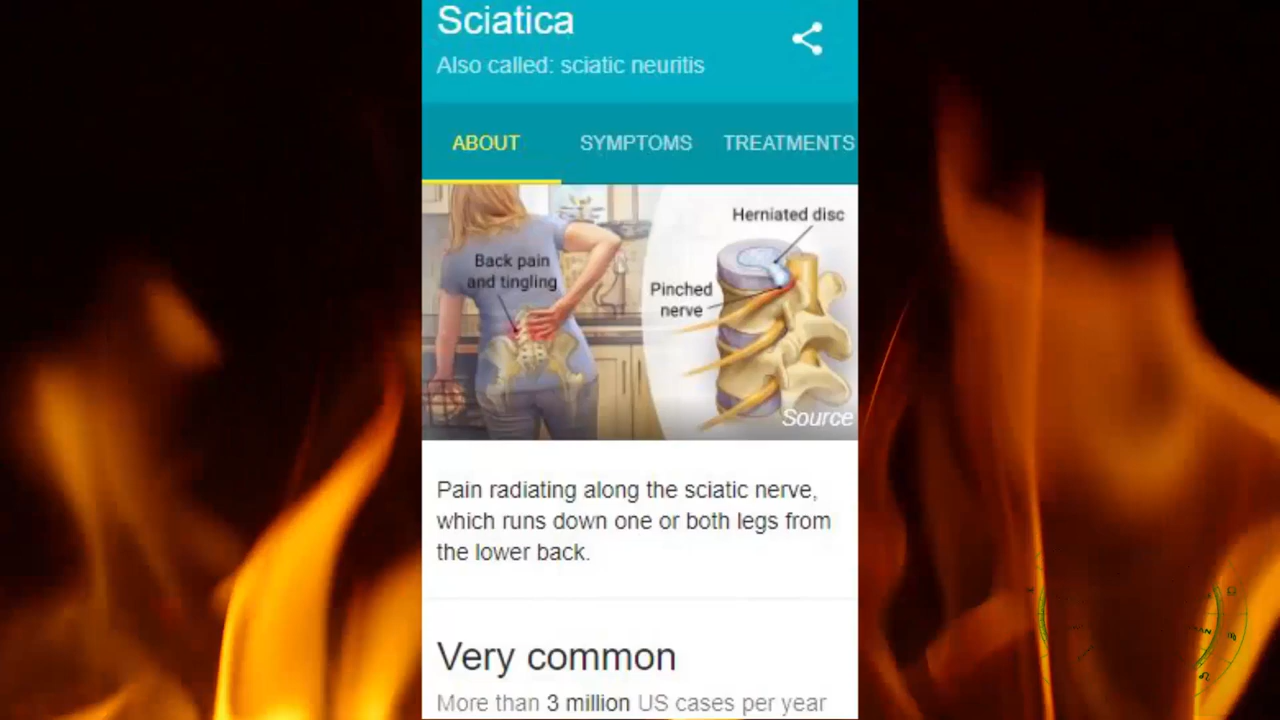 Sciatica
Also called: sciatic neuritis
ABOUT
SYMPTOMS
TREATMENTS
Herniated disc
Back pain
and tingling
Pinched
nerve
Source
Pain radiating along the sciatic nerve,
which runs down one or both legs from
the lower back.
Very common
More than 3 million US cases per year